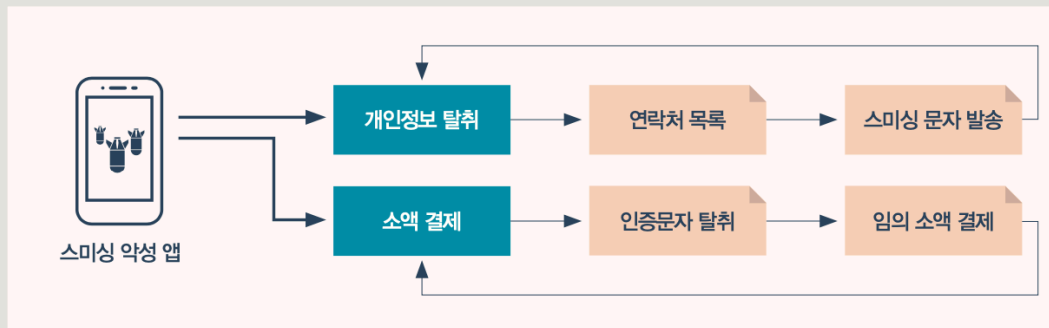 개인정보 탈취
연락처 목록
스미싱 문자 발송
소액 결제
인증문자 탈취
임의 소액 결제
스미싱 악성 앱